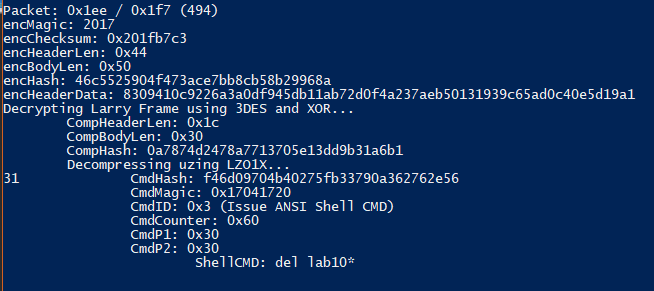 Packet: 0x1ee / 0x1f7 (494)
encMagic: 2017
encChecksum: 0x201fb7c3
encHeaderLen: 0x44
encBodyLen: 0x50
encHash: 46c5525904f473ace7bb8cb58b29968a
encHeaderData: 8309410c9226a3a0df945db11ab72d0f4a237aeb50131939c65ad0c40e5d19a1
Decrypting Larry Frame using 3DES and XOR...
CompHeaderLen: 0x1c
CompBodyLen: 0x30
CompHash: 0a7874d2478a7713705e13dd9b31a6b1
Decompressing uzing LZO1X...
31 CmdHash: f46d09704b40275fb33790a362762e56
CmdMagic: 0x17041720
CmdID: 0x3 (Issue ANSI Shell CMD)
CmdCounter: 0x60
CmdP1: 0x30
CmdP2: 0x30
ShellCMD: del lab10*